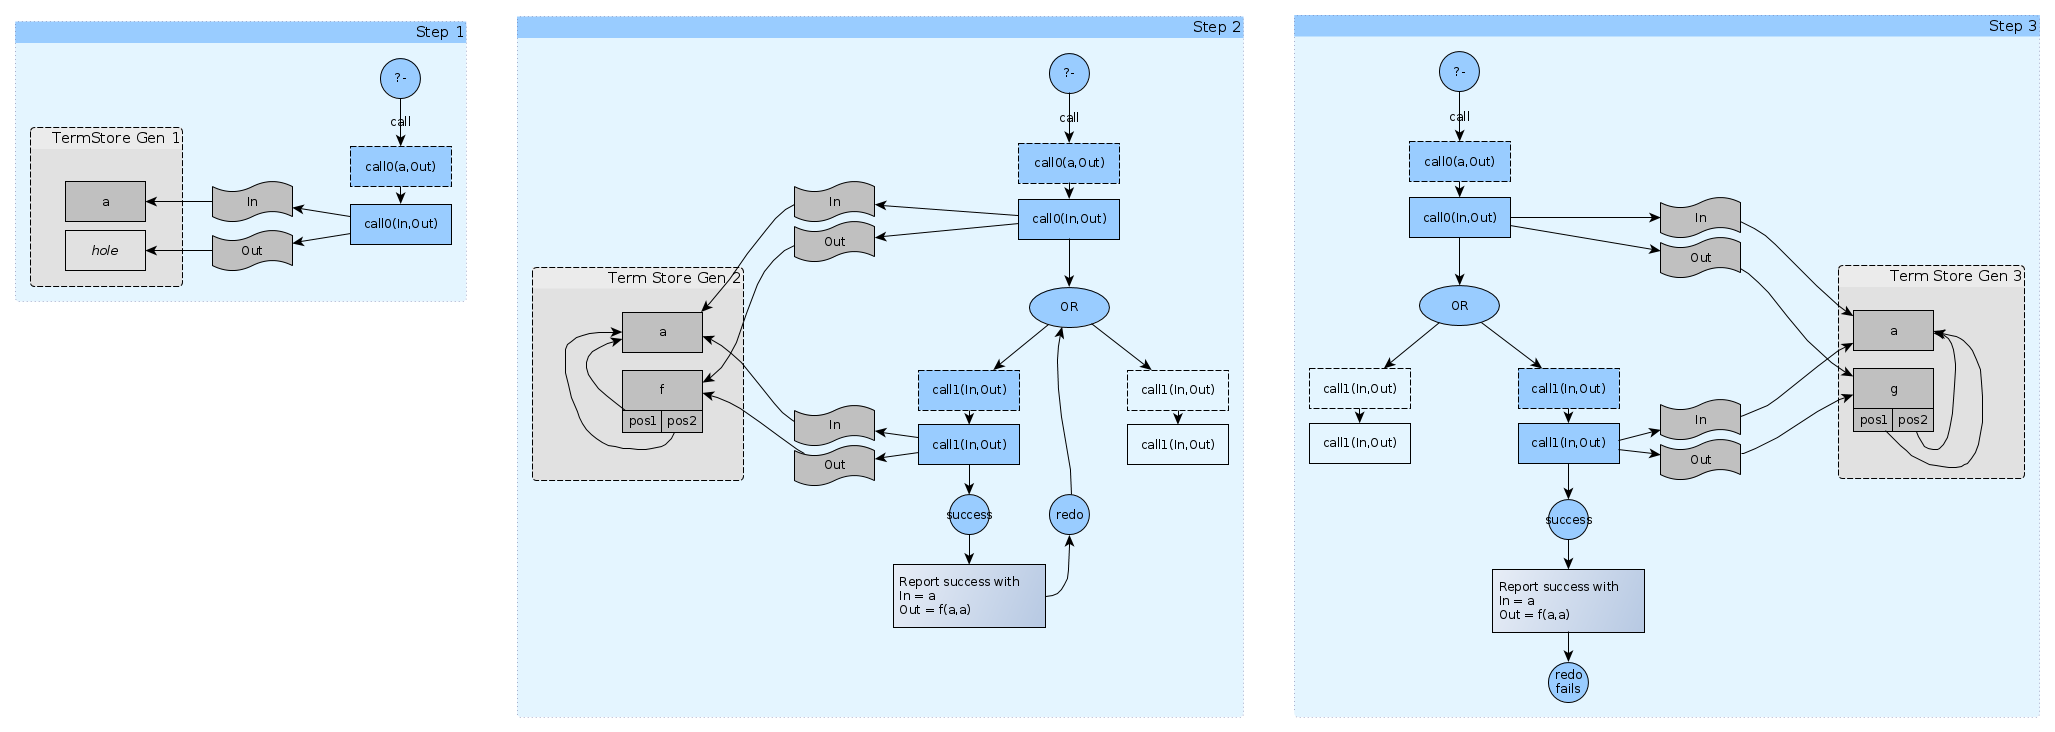 Step 1
?-
call
TermStore Gen 1
call0(a,Out)
a
In
call0(In,Out)
hole
Out
Step 2
?-
call
call0(a,Out)
In
call0(In,Out)
Out
Term Store Gen 2
OR
a
f
call1(In,Out)
call1(In,Out)
pos1 pos2
In
call1(In,Out)
call1(In,Out)
Out
success
redo
Report success with
In = a
Out = f(a,a)
Step 3
?-
call
call0(a,Out)
call0(In,Out)
In
Out
Term Store Gen 3
OR
a
call1(In,Out)
call1(In,Out)
g
pos1 pos2
In
call1(In,Out)
call1(In,Out)
Out
success
Report success with
In = a
Out = f(a,a)
redo
fails